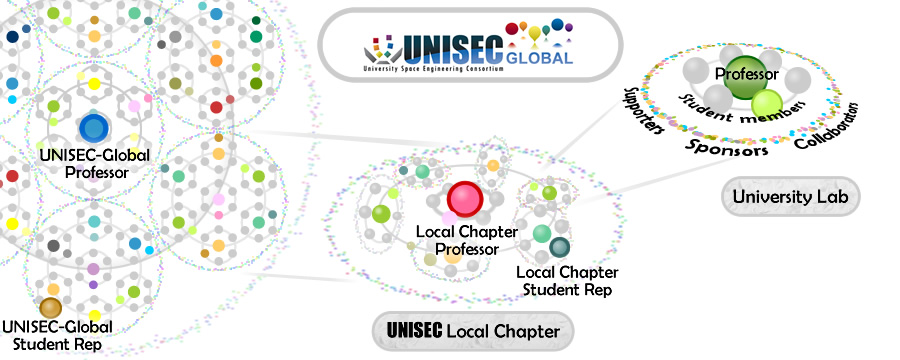 UNISEC GLOBAL
University Space Engineering Consortium
UNISEC-Global
Professor
UNISEC-Global
Student Rep
Local Chapter
Professor
Local Chapter
Student Rep
UNISEC Local Chapter
Professor
Student members
Supporters
Sponsors
Collaborators
University Lab